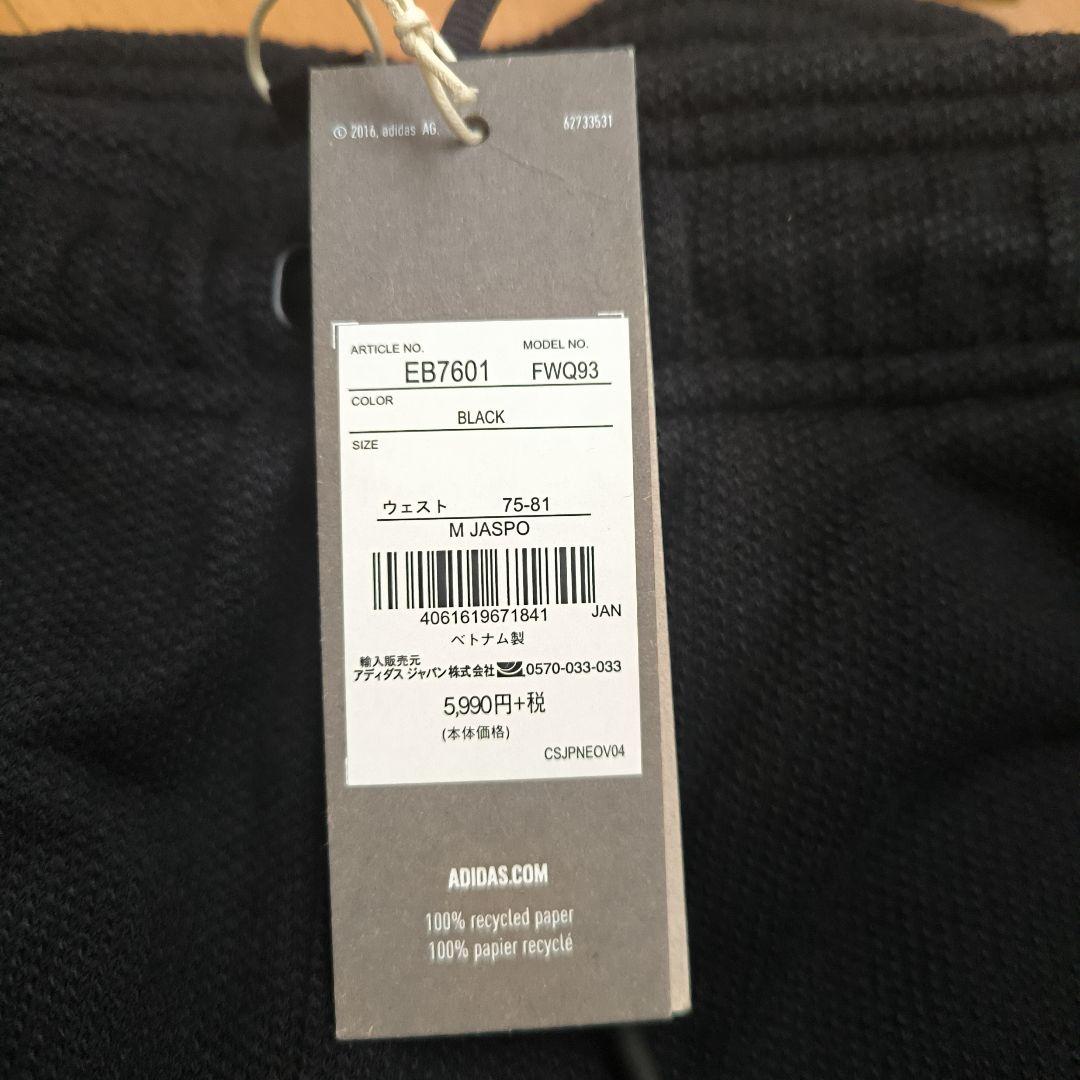 © 2016, adidas AG. 62733531
ARTICLE NO. MODEL NO.
EB7601 FWQ93
COLOR
BLACK
SIZE
ウェスト 75-81
M JASPO
4061619671841 JAN
ベトナム製
輸入販売元
アディダス ジャパン株式会社 0570-033-033
5,990円+税
(本体価格)
CSJPNEOV04
ADIDAS.COM
100% recycled paper
100% papier recyclé